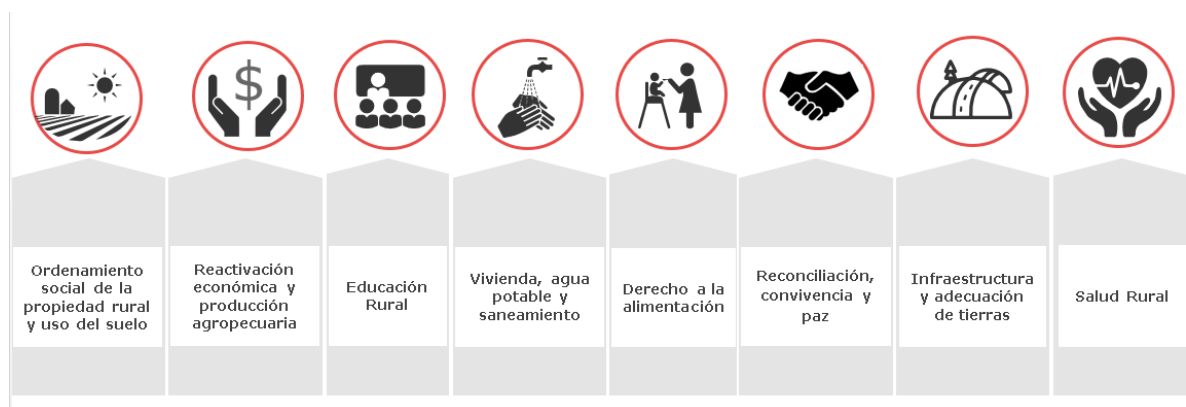 Ordenamiento
social de la
propiedad rural
y uso del suelo
Reactivación
económica y
producción
agropecuaria
Educación
Rural
Vivienda, agua
potable y
saneamiento
Derecho a la
alimentación
Reconciliación,
convivencia y
paz
Infraestructura
y adecuación
de tierras
Salud Rural
$